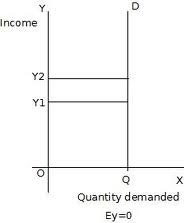 Y D
Income
Y2
Y1
O Q X
Quantity demanded
Ey=0